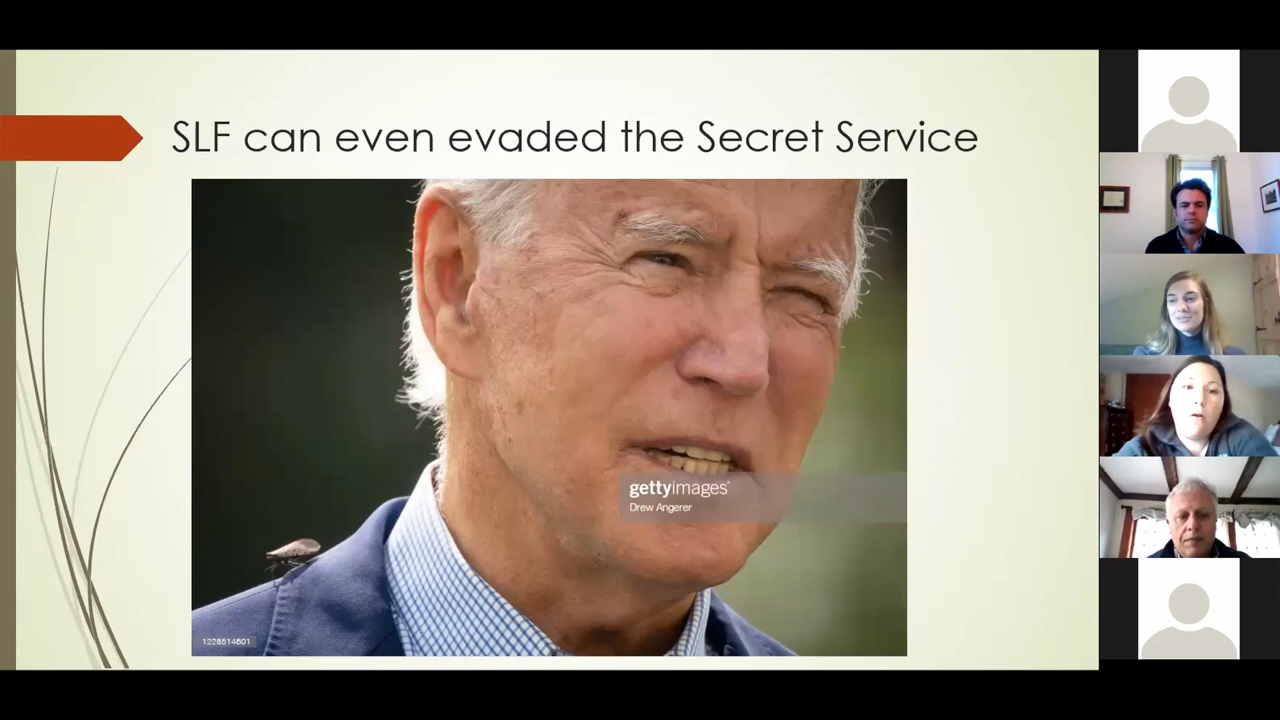 SLF can even evaded the Secret Service
gettyimages®
Drew Angerer
1228514601